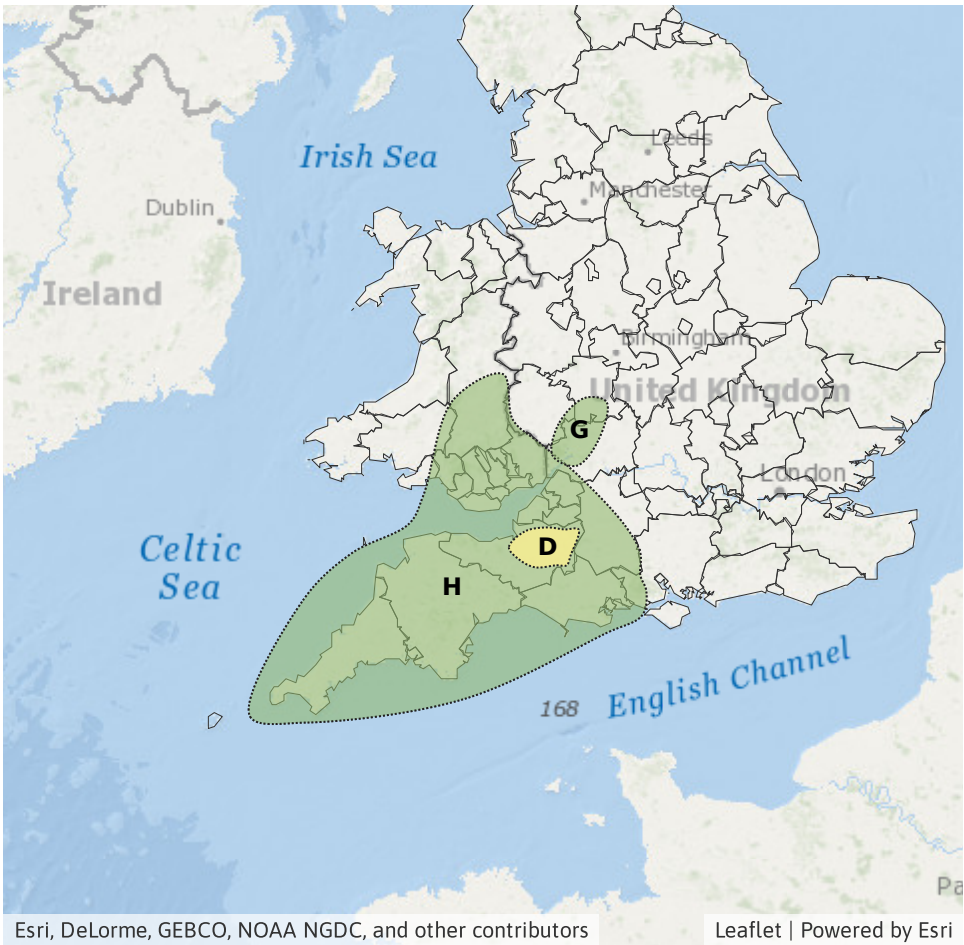 Irish Sea
Leeds
Manchester
Dublin
Ireland
Birmingham
United Kingdom
G
London
Celtic
Sea
D
H
168
English Channel
Pa
Esri, DeLorme, GEBCO, NOAA NGDC, and other contributors
Leaflet | Powered by Esri